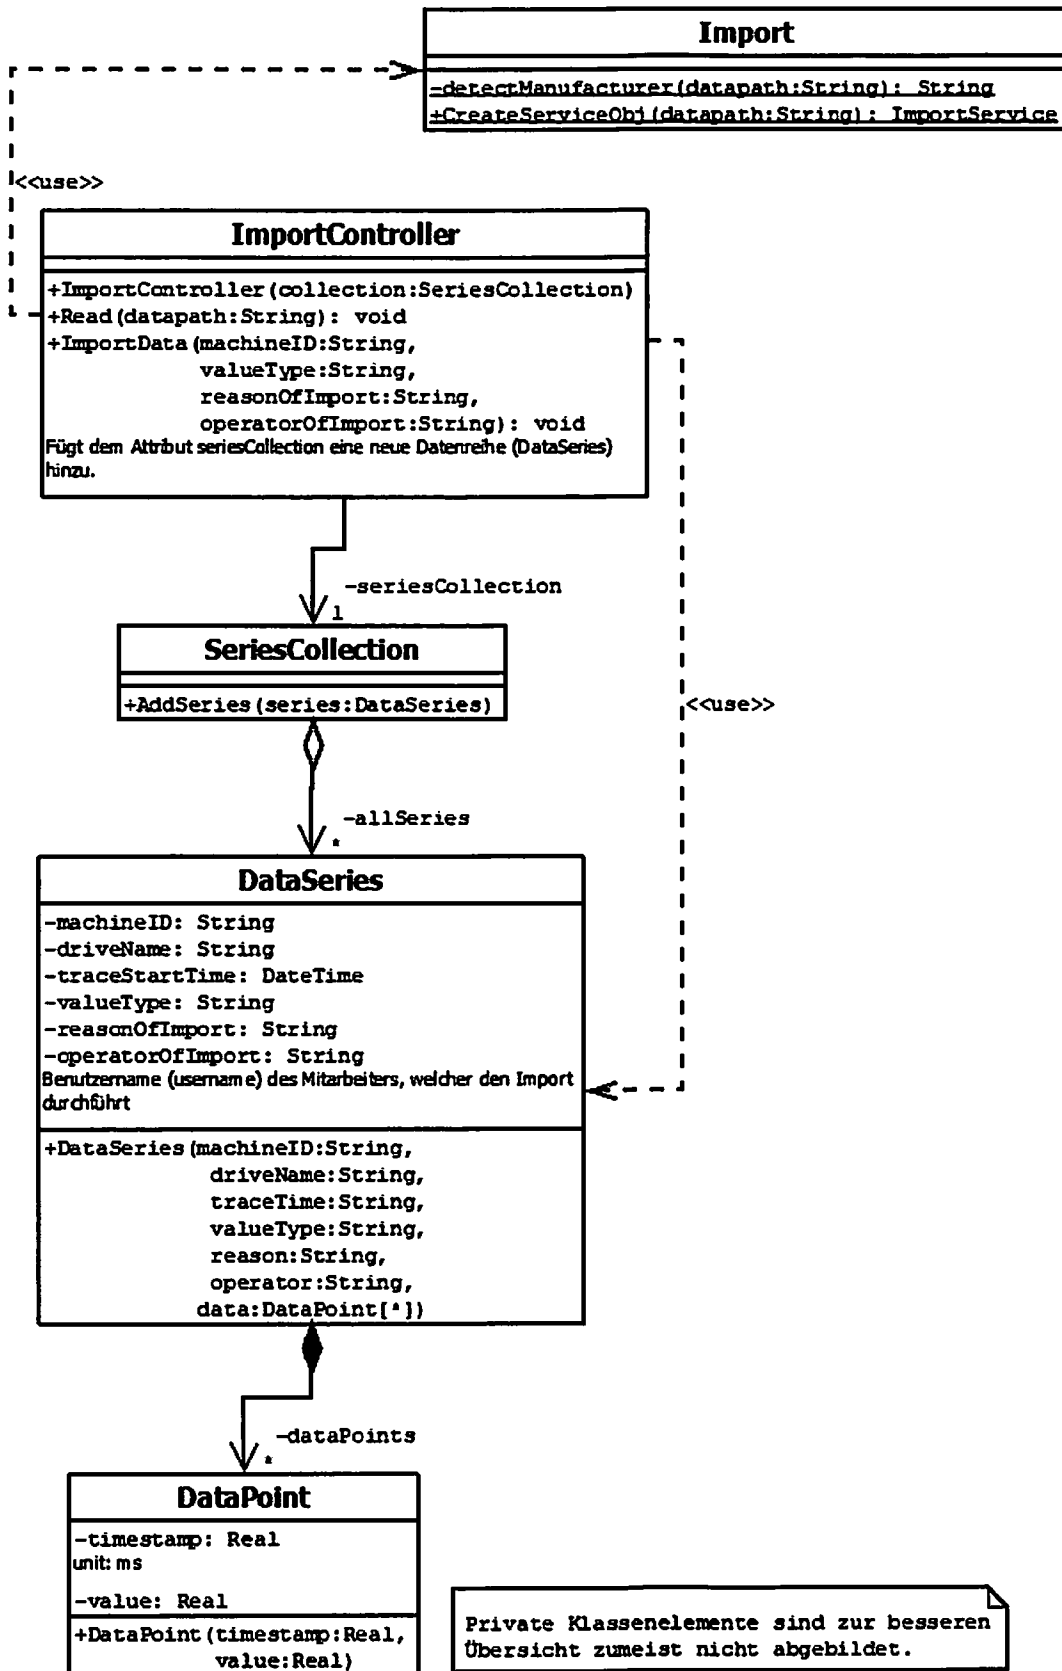 Import
-detectManufacturer(datapath:String): String
+CreateServiceObj(datapath:String): ImportService
<<use>>
ImportController
+ImportController(collection:SeriesCollection)
+Read(datapath:String): void
+ImportData(machineID:String,
valueType:String,
reasonOfImport:String,
operatorOfImport:String): void
Fügt dem Attribut seriesCollection eine neue Datenreihe (DataSeries)
hinzu.
-seriesCollection
1
SeriesCollection
+AddSeries(series:DataSeries)
<<use>>
-allSeries
*
DataSeries
-machineID: String
-driveName: String
-traceStartTime: DateTime
-valueType: String
-reasonOfImport: String
-operatorOfImport: String
Benutzername (username) des Mitarbeiters, welcher den Import
durchführt
+DataSeries(machineID:String,
driveName:String,
traceTime:String,
valueType:String,
reason:String,
operator:String,
data:DataPoint[*])
-dataPoints
*
DataPoint
-timestamp: Real
unit: ms
-value: Real
+DataPoint(timestamp:Real,
value:Real)
Private Klassenelemente sind zur besseren
Übersicht zumeist nicht abgebildet.